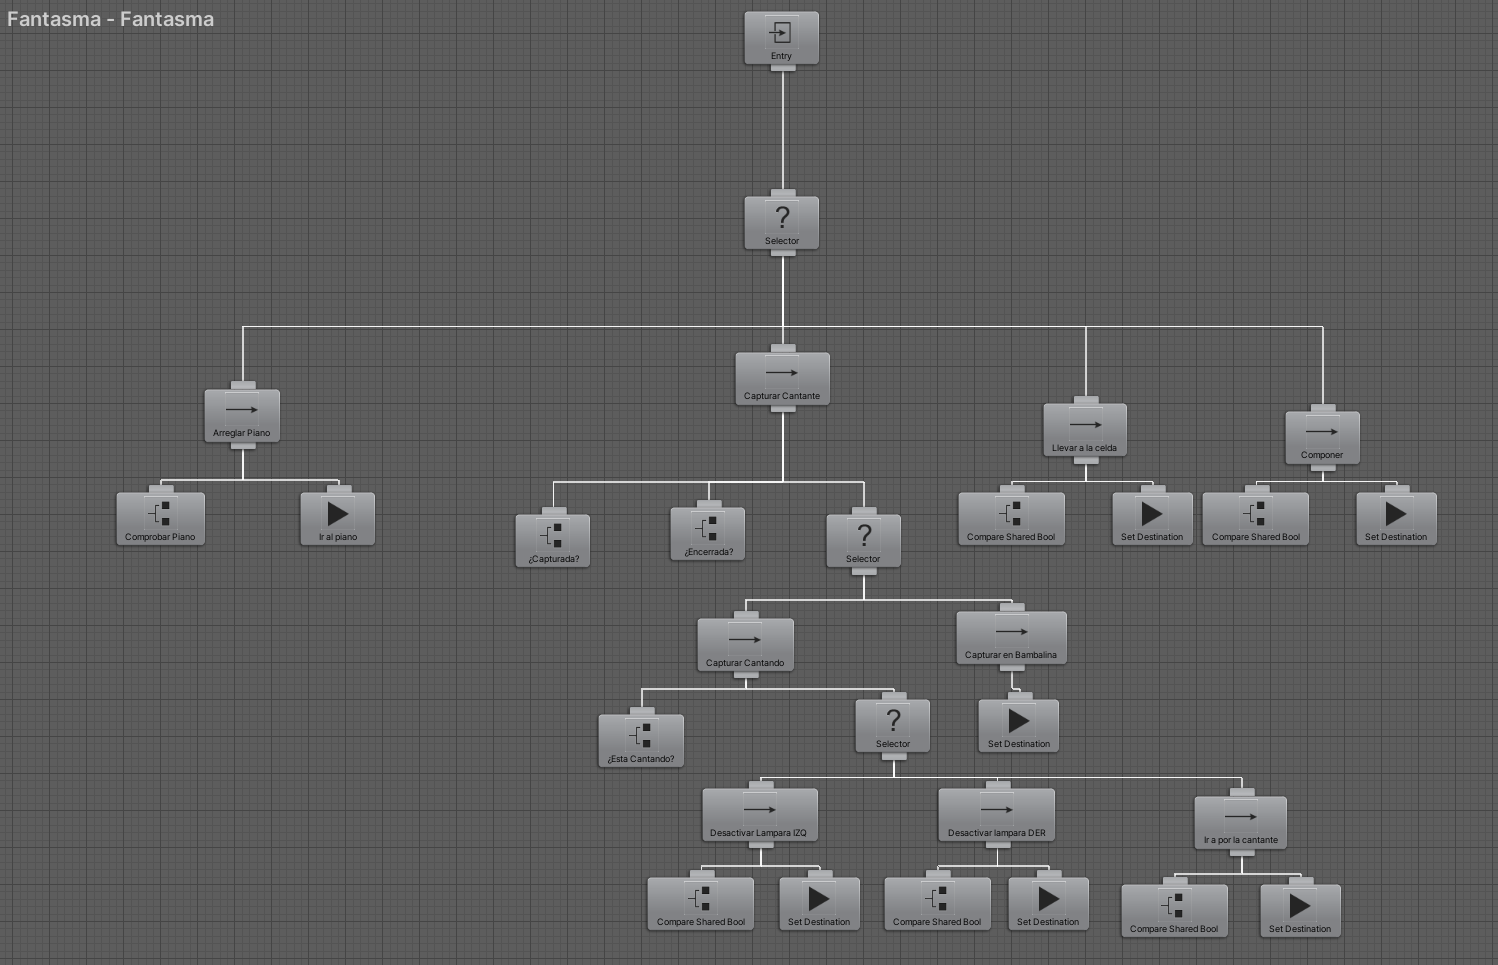 Fantasma - Fantasma
Entry
?
Selector
Capturar Cantante
Arreglar Piano
Llevar a la celda
Componer
Comprobar Piano
Ir al piano
¿Capturada?
¿Encerrada?
?
Selector
Compare Shared Bool
Set Destination
Compare Shared Bool
Set Destination
Capturar Cantando
Capturar en Bambalina
¿Esta Cantando?
?
Selector
Set Destination
Desactivar Lampara IZQ
Desactivar lampara DER
Ir a por la cantante
Compare Shared Bool
Set Destination
Compare Shared Bool
Set Destination
Compare Shared Bool
Set Destination